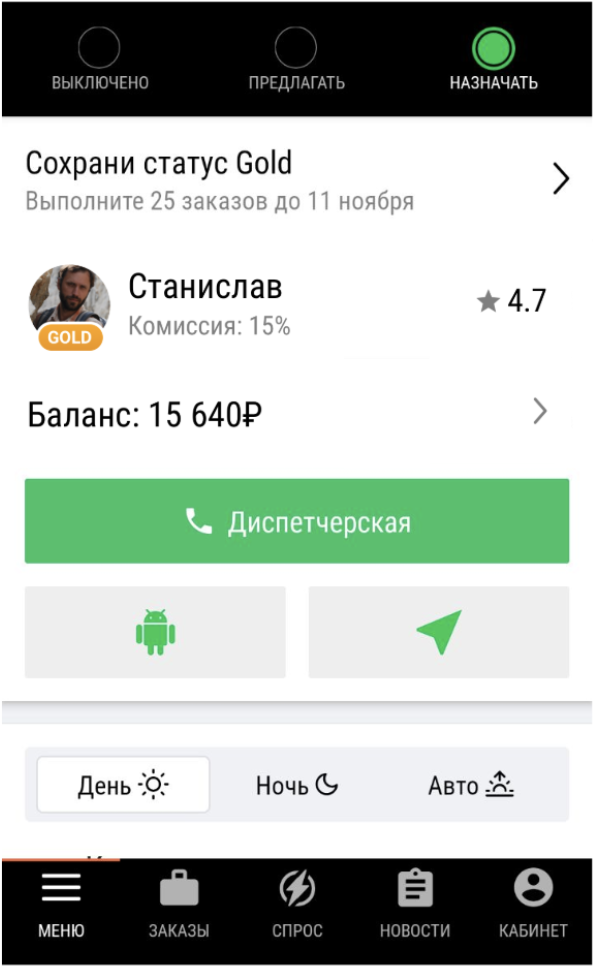 ВЫКЛЮЧЕНО
ПРЕДЛАГАТЬ
НАЗНАЧАТЬ
Сохрани статус Gold
Выполните 25 заказов до 11 ноября
Станислав
4.7
GOLD
Комиссия: 15%
Баланс: 15 640₽
Диспетчерская
День
Ночь
Авто
МЕНЮ
ЗАКАЗЫ
СПРОС
НОВОСТИ
КАБИНЕТ